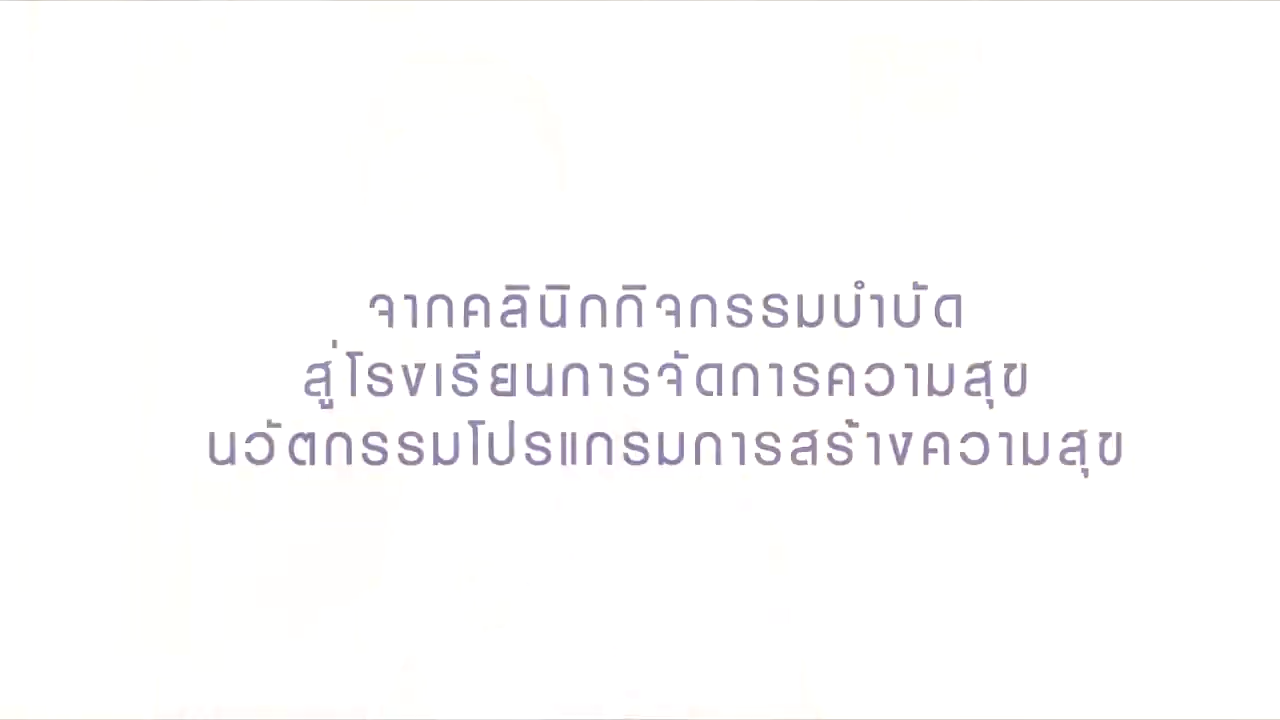 จากคลินิกกิจกรรมบำบัด
สู่โรงเรียนการจัดการความสุข
นวัตกรรมโปรแกรมการสร้างความสุข